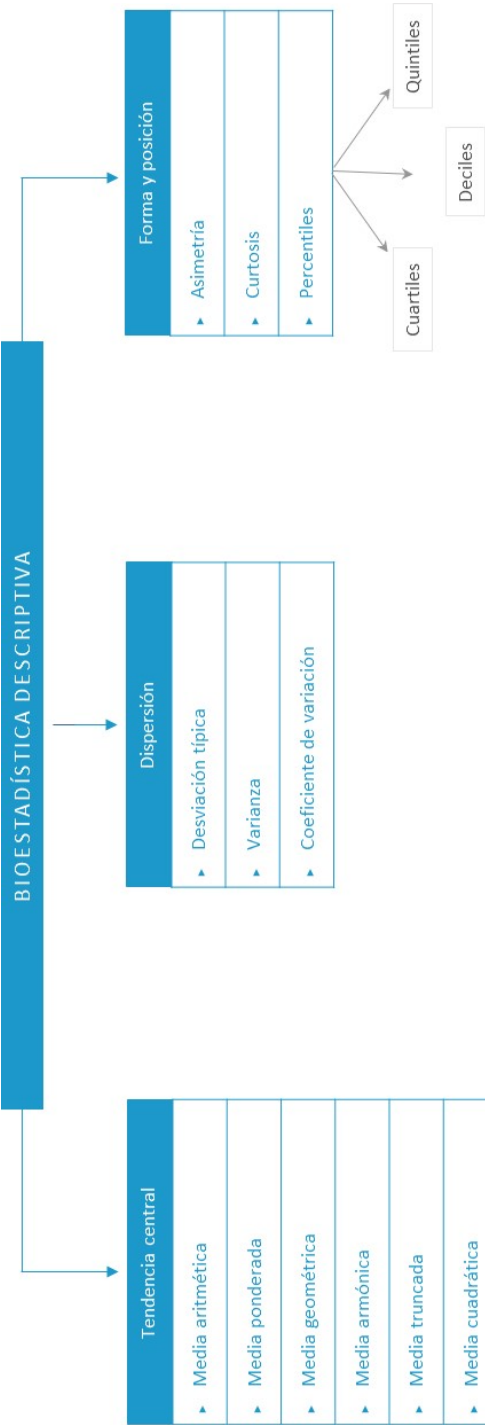 BIOESTADÍSTICA DESCRIPTIVA
Tendencia central
Media aritmética
Media ponderada
Media geométrica
Media armónica
Media truncada
Media cuadrática
Dispersión
Desviación típica
Varianza
Coeficiente de variación
Forma y posición
Asimetría
Curtosis
Percentiles
Cuartiles
Deciles
Quintiles